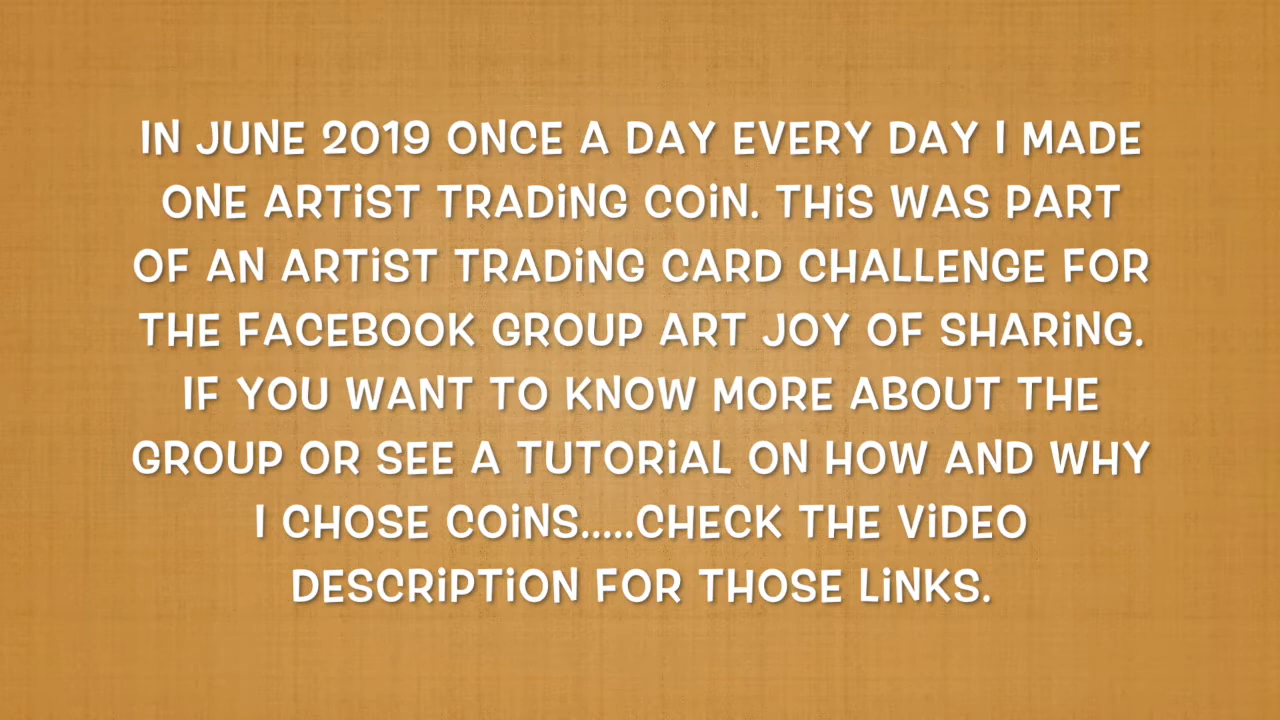 IN JUNE 2019 ONCE A DAY EVERY DAY I MADE
ONE ARTiST TRADiNG COiN. THiS WAS PART
OF AN ARTiST TRADiNG CARD CHALLENGE FOR
THE FACEBOOK GROUP ART JOY OF SHARiNG.
IF YOU WANT TO KNOW MORE ABOUT THE
GROUP OR SEE A TUTORiAL ON HOW AND WHY
I CHOSE COiNS.....CHECK THE ViDEO
DESCRiPTiON FOR THOSE LiNKS.